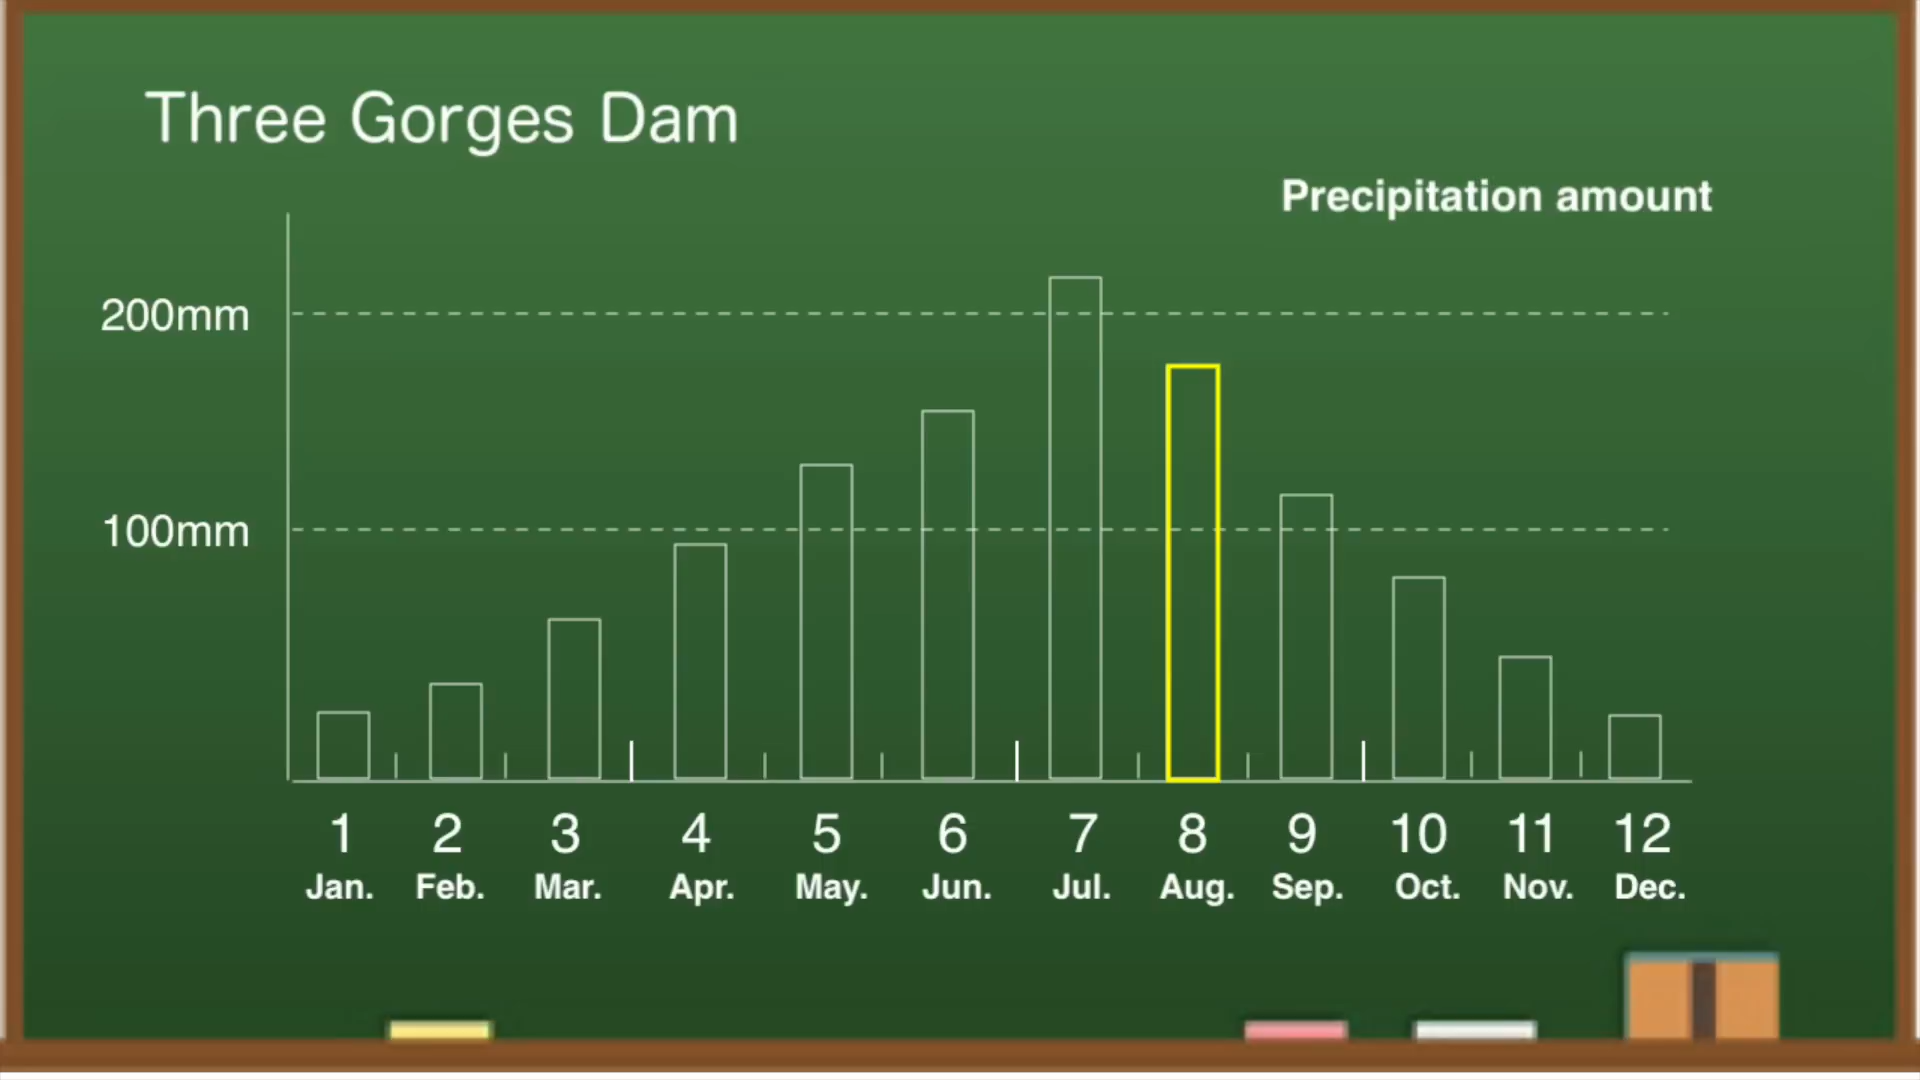 Three Gorges Dam
Precipitation amount
200mm
100mm
1 2 3 4 5 6 7 8 9 10 11 12
Jan. Feb. Mar. Apr. May. Jun. Jul. Aug. Sep. Oct. Nov. Dec.